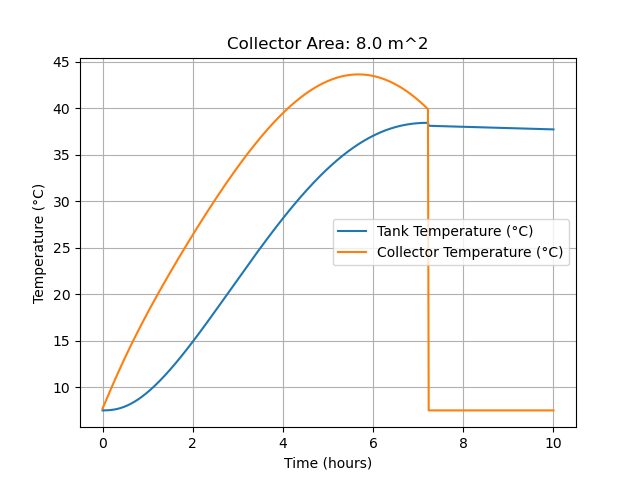 Collector Area: 8.0 m^2
Temperature (°C)
45
40
35
30
25
20
15
10
Tank Temperature (°C)
Collector Temperature (°C)
0 2 4 6 8 10
Time (hours)